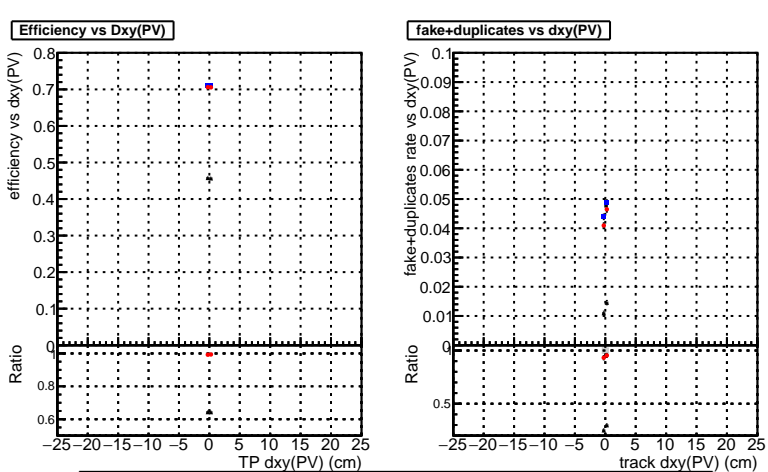 Efficiency vs Dxy(PV)
efficiency vs dxy(PV)
0.8
0.7
0.6
0.5
0.4
0.3
0.2
0.1
0
Ratio
1
0.8
0.6
−25 −20 −15 −10 −5 0 5 10 15 20 25
TP dxy(PV) (cm)
fake+duplicates vs dxy(PV)
fake+duplicates rate vs dxy(PV)
0.1
0.09
0.08
0.07
0.06
0.05
0.04
0.03
0.02
0.01
0
Ratio
1
0.5
−25 −20 −15 −10 −5 0 5 10 15 20 25
track dxy(PV) (cm)